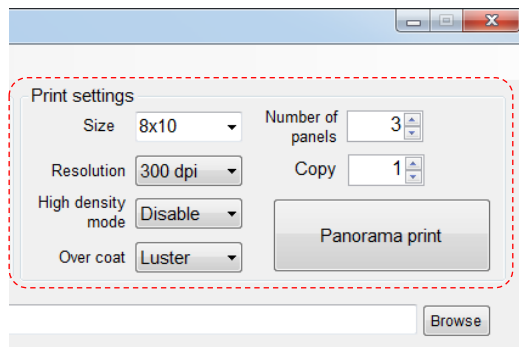 Print settings
Size 8x10
Number of
panels 3
Resolution 300 dpi
Copy 1
High density
mode Disable
Panorama print
Over coat Luster
Browse